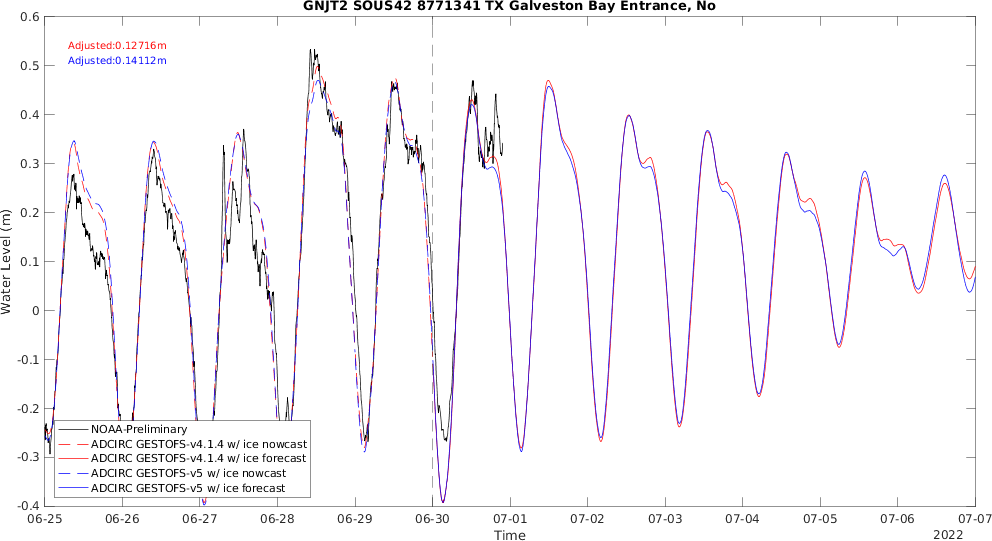 GNJT2 SOUS42 8771341 TX Galveston Bay Entrance, No
Adjusted:0.12716m
Adjusted:0.14112m
Water Level (m)
0.6
0.5
0.4
0.3
0.2
0.1
0
-0.1
-0.2
-0.3
-0.4
NOAA-Preliminary
ADCIRC GESTOFS-v4.1.4 w/ ice nowcast
ADCIRC GESTOFS-v4.1.4 w/ ice forecast
ADCIRC GESTOFS-v5 w/ ice nowcast
ADCIRC GESTOFS-v5 w/ ice forecast
06-25 06-26 06-27 06-28 06-29 06-30 07-01 07-02 07-03 07-04 07-05 07-06 07-07
Time
2022